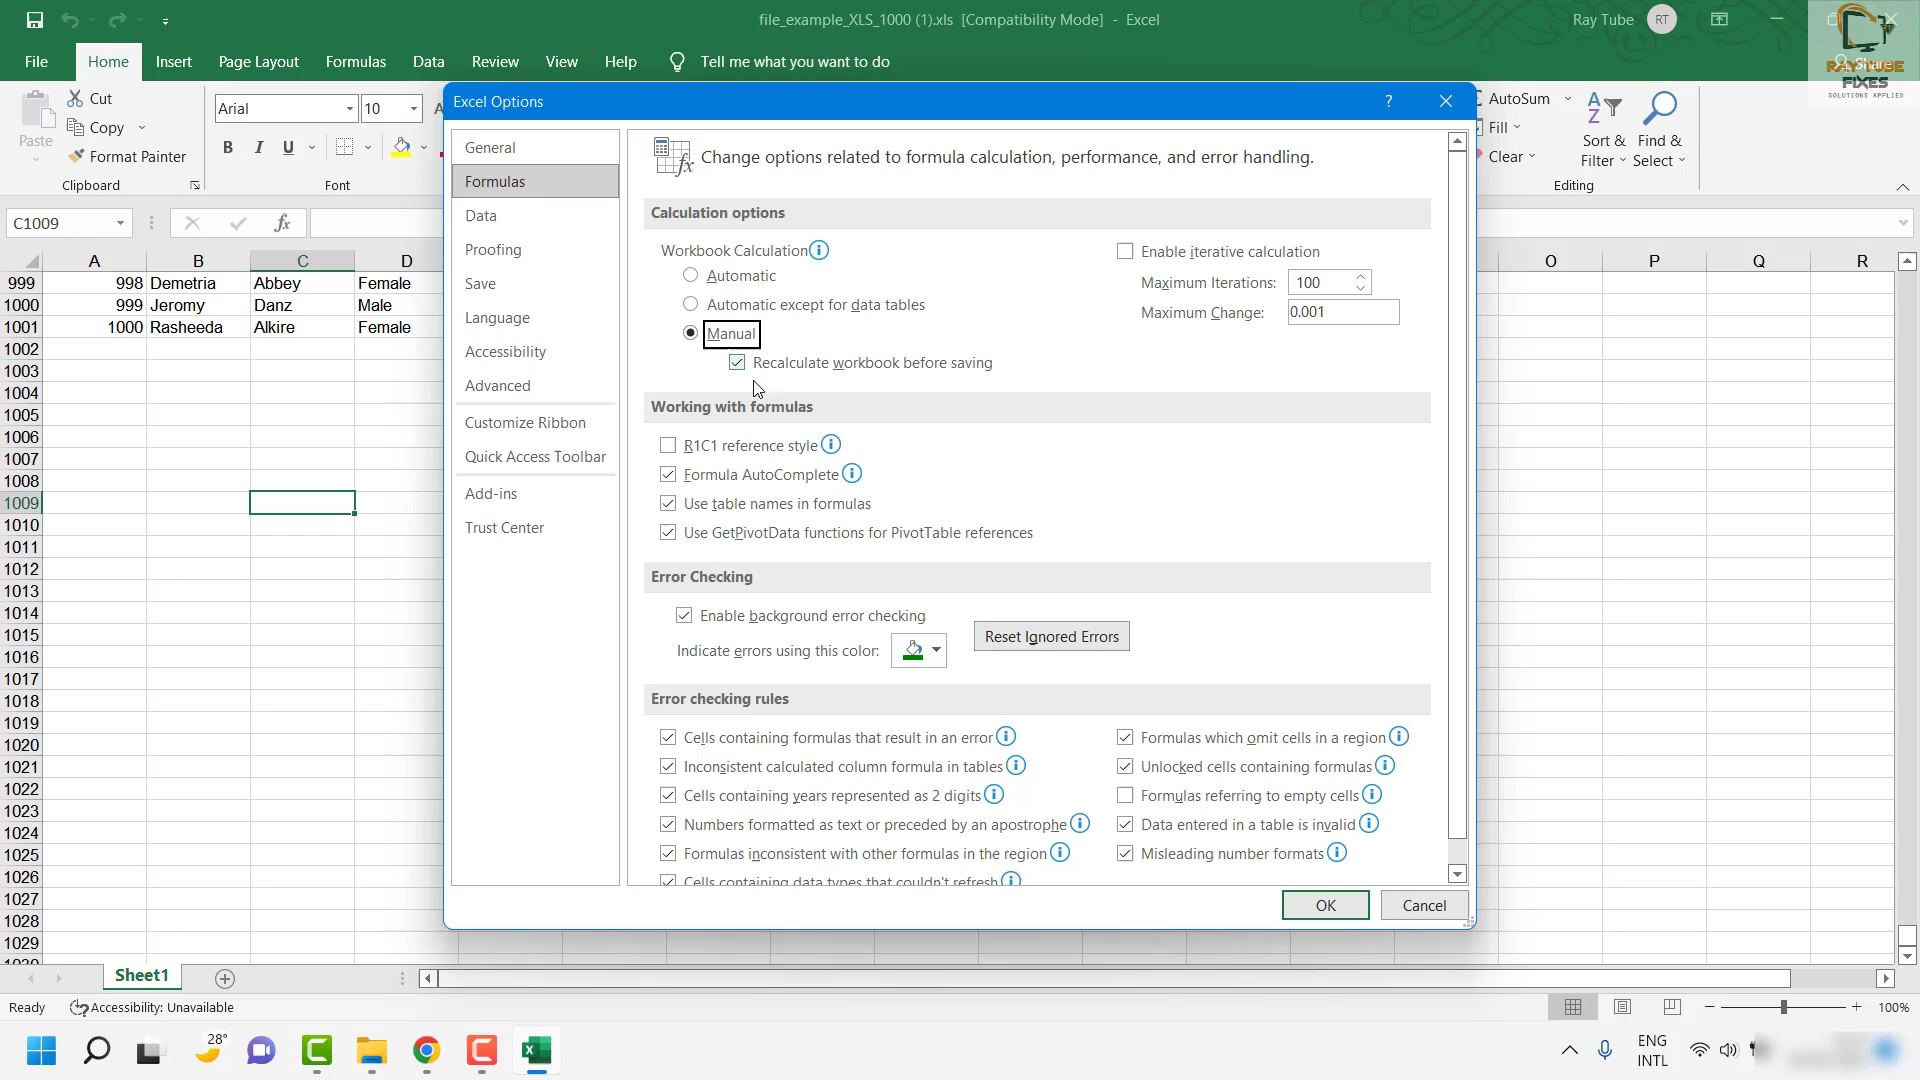 file_example_XLS_1000 (1).xls [Compatibility Mode] - Excel
Ray Tube RT
File Home Insert Page Layout Formulas Data Review View Help Tell me what you want to do
RAY TUBE
FIXES
SOLUTIONS APPLIED
Paste
Cut
Copy
Format Painter
Clipboard
Arial 10
B I U
Font
AutoSum
Fill
Clear
Sort & Filter
Find & Select
Editing
C1009 fx
A B C D O P Q R
999 998 Demetria Abbey Female
1000 999 Jeromy Danz Male
1001 1000 Rasheeda Alkire Female
1002
1003
1004
1005
1006
1007
1008
1009
1010
1011
1012
1013
1014
1015
1016
1017
1018
1019
1020
1021
1022
1023
1024
1025
1026
1027
1028
1029
Excel Options ?
General
Formulas
Data
Proofing
Save
Language
Accessibility
Advanced
Customize Ribbon
Quick Access Toolbar
Add-ins
Trust Center
Change options related to formula calculation, performance, and error handling.
Calculation options
Workbook Calculation
Automatic
Automatic except for data tables
Manual
Recalculate workbook before saving
Enable iterative calculation
Maximum Iterations: 100
Maximum Change: 0.001
Working with formulas
R1C1 reference style
Formula AutoComplete
Use table names in formulas
Use GetPivotData functions for PivotTable references
Error Checking
Enable background error checking
Indicate errors using this color:
Reset Ignored Errors
Error checking rules
Cells containing formulas that result in an error
Inconsistent calculated column formula in tables
Cells containing years represented as 2 digits
Numbers formatted as text or preceded by an apostrophe
Formulas inconsistent with other formulas in the region
Cells containing data types that couldn't refresh
Formulas which omit cells in a region
Unlocked cells containing formulas
Formulas referring to empty cells
Data entered in a table is invalid
Misleading number formats
OK Cancel
Sheet1
Ready Accessibility: Unavailable
100%
28°
ENG
INTL